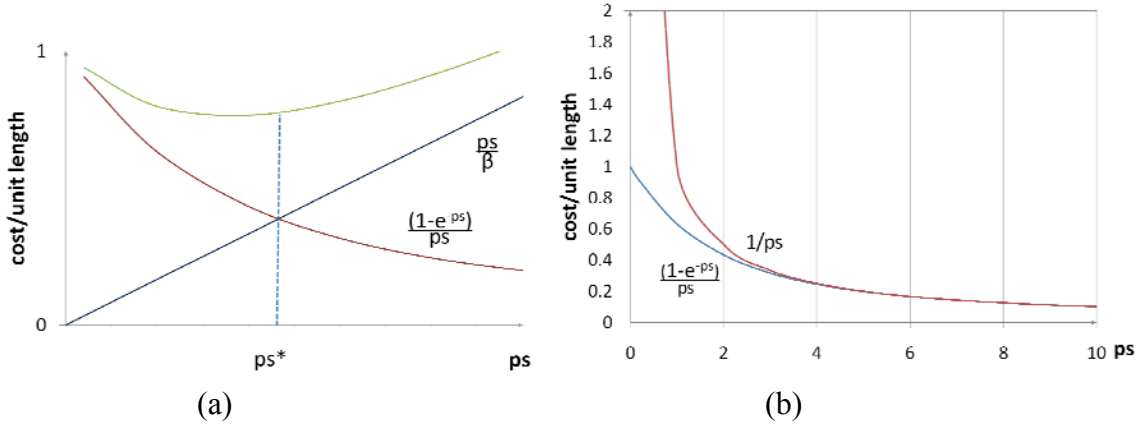 1
cost/unit length
ps
β
(1-e-ps)
ps
0
ps*
ps
(a)
2
1.8
1.6
1.4
1.2
1
0.8
0.6
0.4
0.2
0
cost/unit length
1/ps
(1-e-ps)
ps
0
2
4
6
8
10
ps
(b)